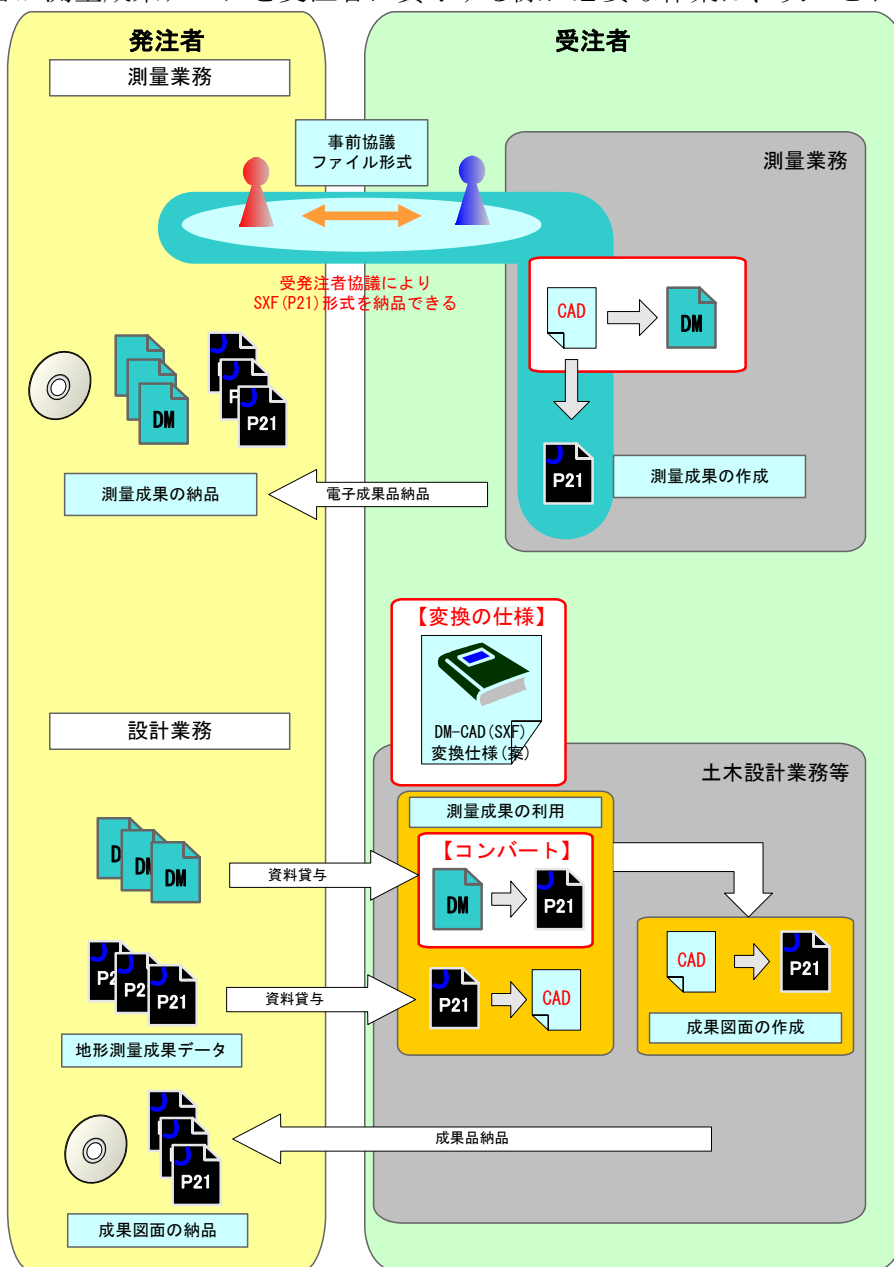 発注者
受注者
測量業務
事前協議
ファイル形式
測量業務
受発注者協議により
SXF(P21)形式を納品できる
CAD
DM
DM
P
P21
P21
測量成果の作成
測量成果の納品
電子成果品納品
【変換の仕様】
DM-CAD(SXF)
変換仕様(案)
設計業務
土木設計業務等
測量成果の利用
【コンバート】
D
DM
DM
資料貸与
DM
P21
CAD
P21
P2
P2
P21
資料貸与
P21
CAD
地形測量成果データ
成果図面の作成
成果品納品
P21
成果図面の納品